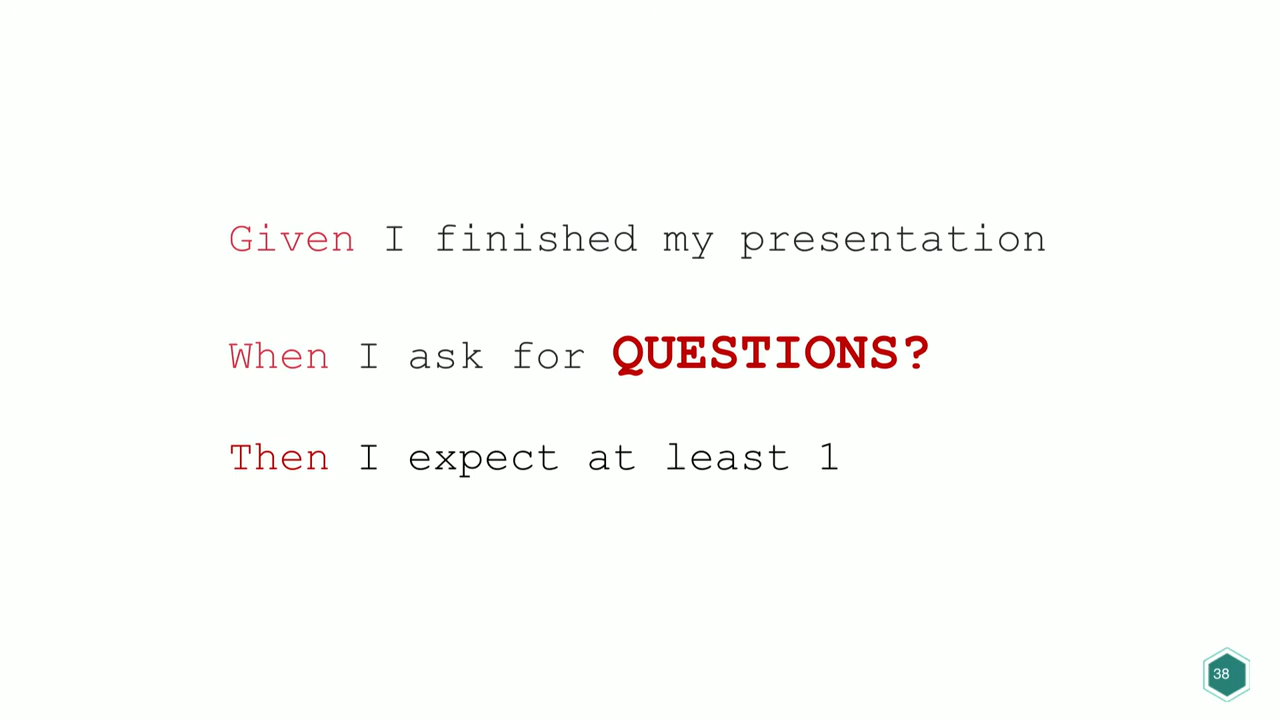 Given I finished my presentation
When I ask for QUESTIONS?
Then I expect at least 1
38